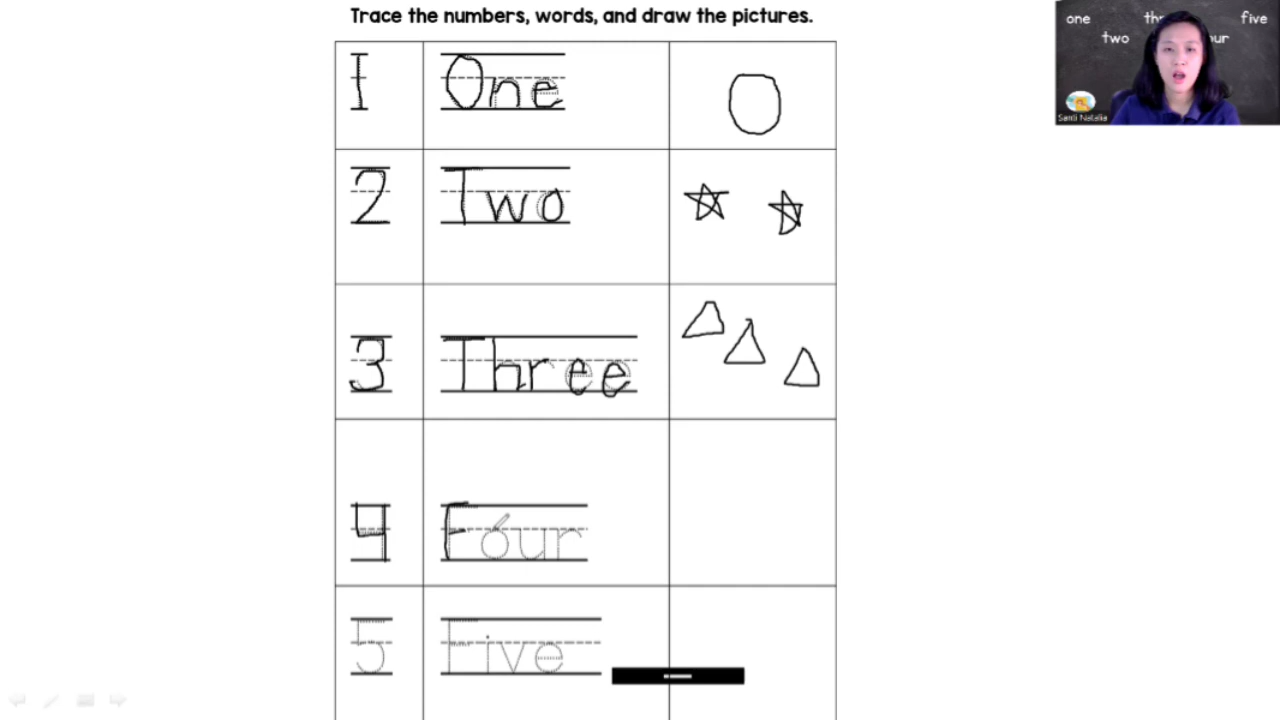 Trace the numbers, words, and draw the pictures.
1 One
2 Two
3 Three
4 Four
5 Five
one two five
Santi Natalia